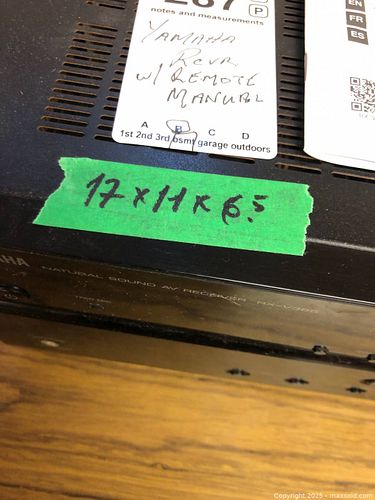 P
notes and measurements
YAMAHA
RCVR
W/ REMOTE
MANUAL
A B C D
1st 2nd 3rd bsmt garage outdoors
EN
FR
ES
17 x 11 x 6.5
NATURAL SOUND AV RECEIVER
Copyright 2025 - maxsold.com